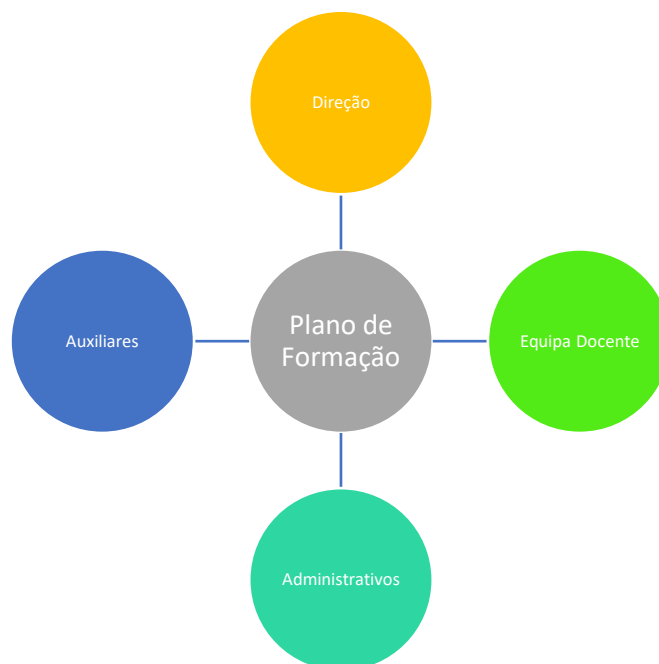 Direção
Auxiliares
Plano de
Formação
Equipa Docente
Administrativos